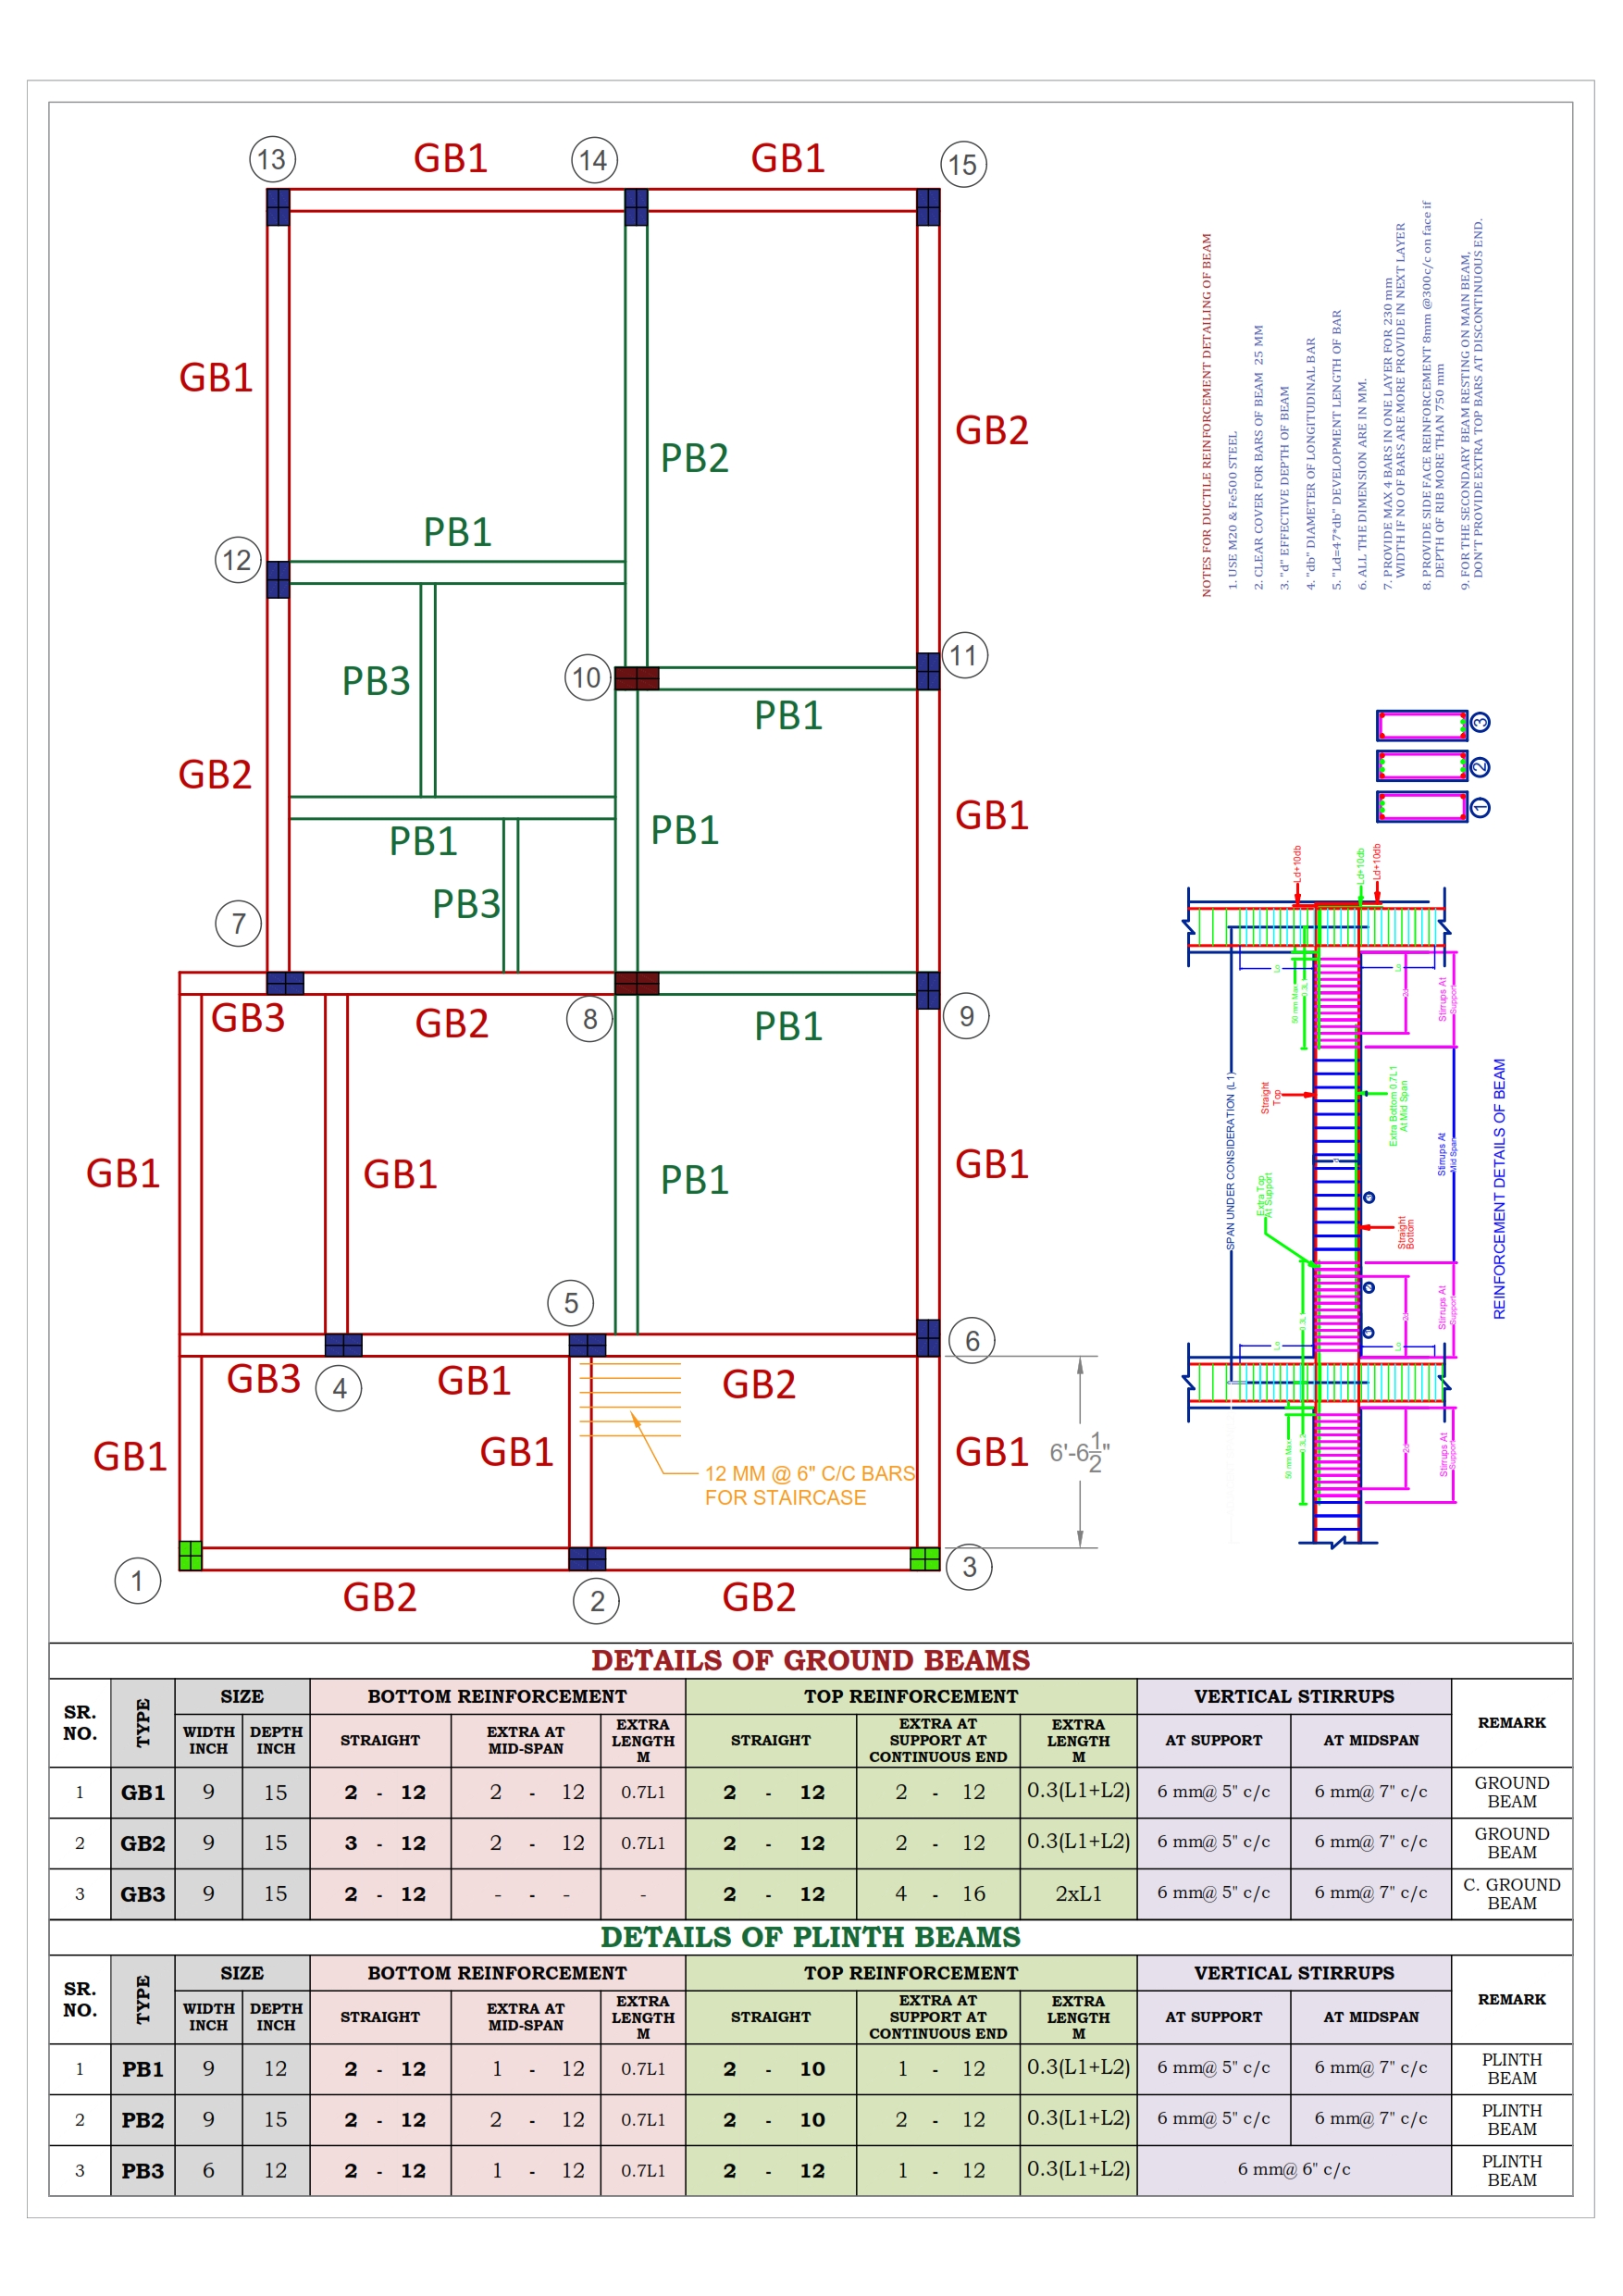 13
GB1
14
GB1
15
GB1
GB2
PB2
PB1
12
11
PB3
10
PB1
GB2
PB1
GB1
PB1
PB3
7
GB3
GB2
8
PB1
9
GB1
GB1
PB1
GB1
5
6
GB3
4
GB1
GB2
GB1
GB1
GB1
6'-6 1/2"
12 MM @ 6" C/C BARS
FOR STAIRCASE
1
GB2
2
GB2
3
NOTES FOR DUCTILE REINFORCEMENT DETAILING OF BEAM
1. USE M20 & Fe500 STEEL
2. CLEAR COVER FOR BARS OF BEAM 25 MM
3. "d" EFFECTIVE DEPTH OF BEAM
4. "db" DIAMETER OF LONGITUDINAL BAR
5. "Ld=47*db" DEVELOPMENT LENGTH OF BAR
6. ALL THE DIMENSION ARE IN MM.
7. PROVIDE MAX 4 BARS IN ONE LAYER FOR 230 mm
WIDTH IF NO OF BARS ARE MORE PROVIDE IN NEXT LAYER
8. PROVIDE SIDE FACE REINFORCEMENT 8mm @300c/c on face if
DEPTH OF RIB MORE THAN 750 mm
9. FOR THE SECONDARY BEAM RESTING ON MAIN BEAM,
DON'T PROVIDE EXTRA TOP BARS AT DISCONTINUOUS END.
1
2
3
Ld+10db
Ld+10db
Ld+10db
Lo
Lo
50 mm Max
0.3L
2d
Stirrups At
Support
SPAN UNDER CONSIDERATION (L1)
Straight
Top
Extra Bottom 0.7L1
At Mid Span
Stirrups At
Mid Span
Extra Top
At Support
Straight
Bottom
0.3L
2d
Stirrups At
Support
Lo
Lo
50 mm Max
0.3L
2d
Stirrups At
Support
REINFORCEMENT DETAILS OF BEAM
DETAILS OF GROUND BEAMS
SR. NO. TYPE SIZE BOTTOM REINFORCEMENT TOP REINFORCEMENT VERTICAL STIRRUPS REMARK
WIDTH INCH DEPTH INCH STRAIGHT EXTRA AT MID-SPAN EXTRA LENGTH M STRAIGHT EXTRA AT SUPPORT AT CONTINUOUS END EXTRA LENGTH M AT SUPPORT AT MIDSPAN
1 GB1 9 15 2 - 12 2 - 12 0.7L1 2 - 12 2 - 12 0.3(L1+L2) 6 mm@ 5" c/c 6 mm@ 7" c/c GROUND BEAM
2 GB2 9 15 3 - 12 2 - 12 0.7L1 2 - 12 2 - 12 0.3(L1+L2) 6 mm@ 5" c/c 6 mm@ 7" c/c GROUND BEAM
3 GB3 9 15 2 - 12 - - - - 2 - 12 4 - 16 2xL1 6 mm@ 5" c/c 6 mm@ 7" c/c C. GROUND BEAM
DETAILS OF PLINTH BEAMS
SR. NO. TYPE SIZE BOTTOM REINFORCEMENT TOP REINFORCEMENT VERTICAL STIRRUPS REMARK
WIDTH INCH DEPTH INCH STRAIGHT EXTRA AT MID-SPAN EXTRA LENGTH M STRAIGHT EXTRA AT SUPPORT AT CONTINUOUS END EXTRA LENGTH M AT SUPPORT AT MIDSPAN
1 PB1 9 12 2 - 12 1 - 12 0.7L1 2 - 10 1 - 12 0.3(L1+L2) 6 mm@ 5" c/c 6 mm@ 7" c/c PLINTH BEAM
2 PB2 9 15 2 - 12 2 - 12 0.7L1 2 - 10 2 - 12 0.3(L1+L2) 6 mm@ 5" c/c 6 mm@ 7" c/c PLINTH BEAM
3 PB3 6 12 2 - 12 1 - 12 0.7L1 2 - 12 1 - 12 0.3(L1+L2) 6 mm@ 6" c/c PLINTH BEAM